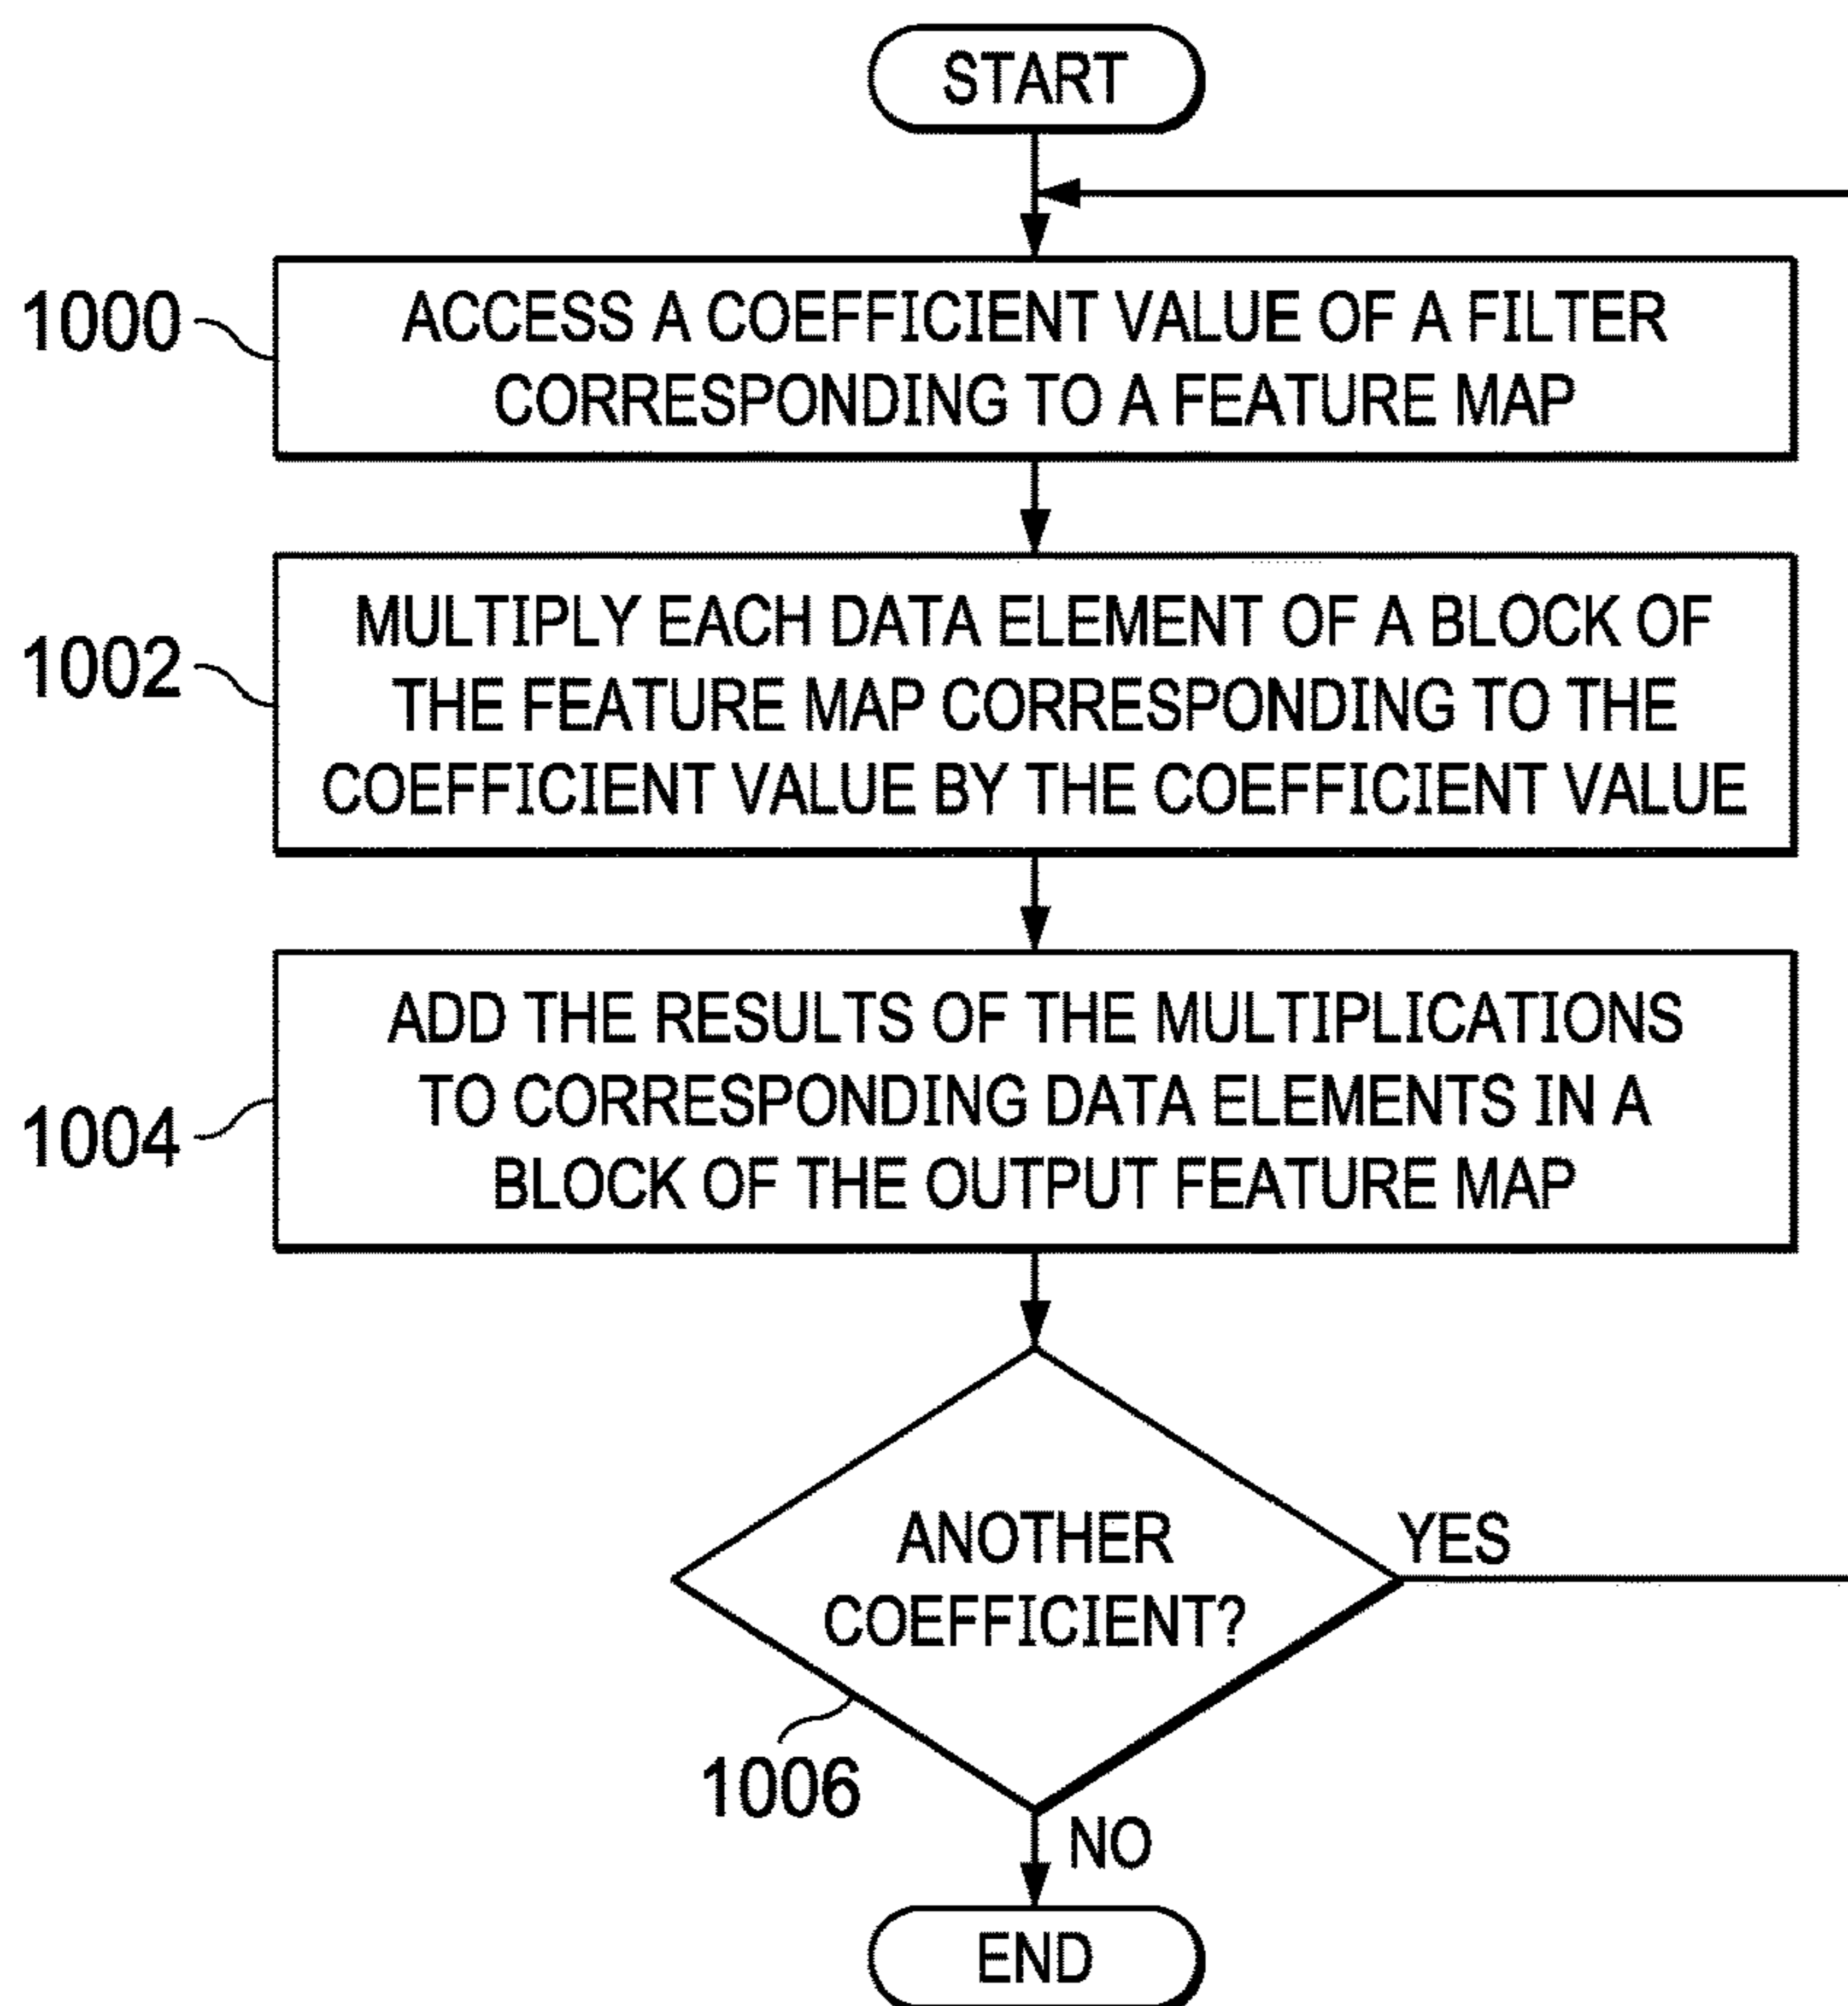 START
1000
ACCESS A COEFFICIENT VALUE OF A FILTER
CORRESPONDING TO A FEATURE MAP
1002
MULTIPLY EACH DATA ELEMENT OF A BLOCK OF
THE FEATURE MAP CORRESPONDING TO THE
COEFFICIENT VALUE BY THE COEFFICIENT VALUE
1004
ADD THE RESULTS OF THE MULTIPLICATIONS
TO CORRESPONDING DATA ELEMENTS IN A
BLOCK OF THE OUTPUT FEATURE MAP
ANOTHER
COEFFICIENT?
YES
1006
NO
END